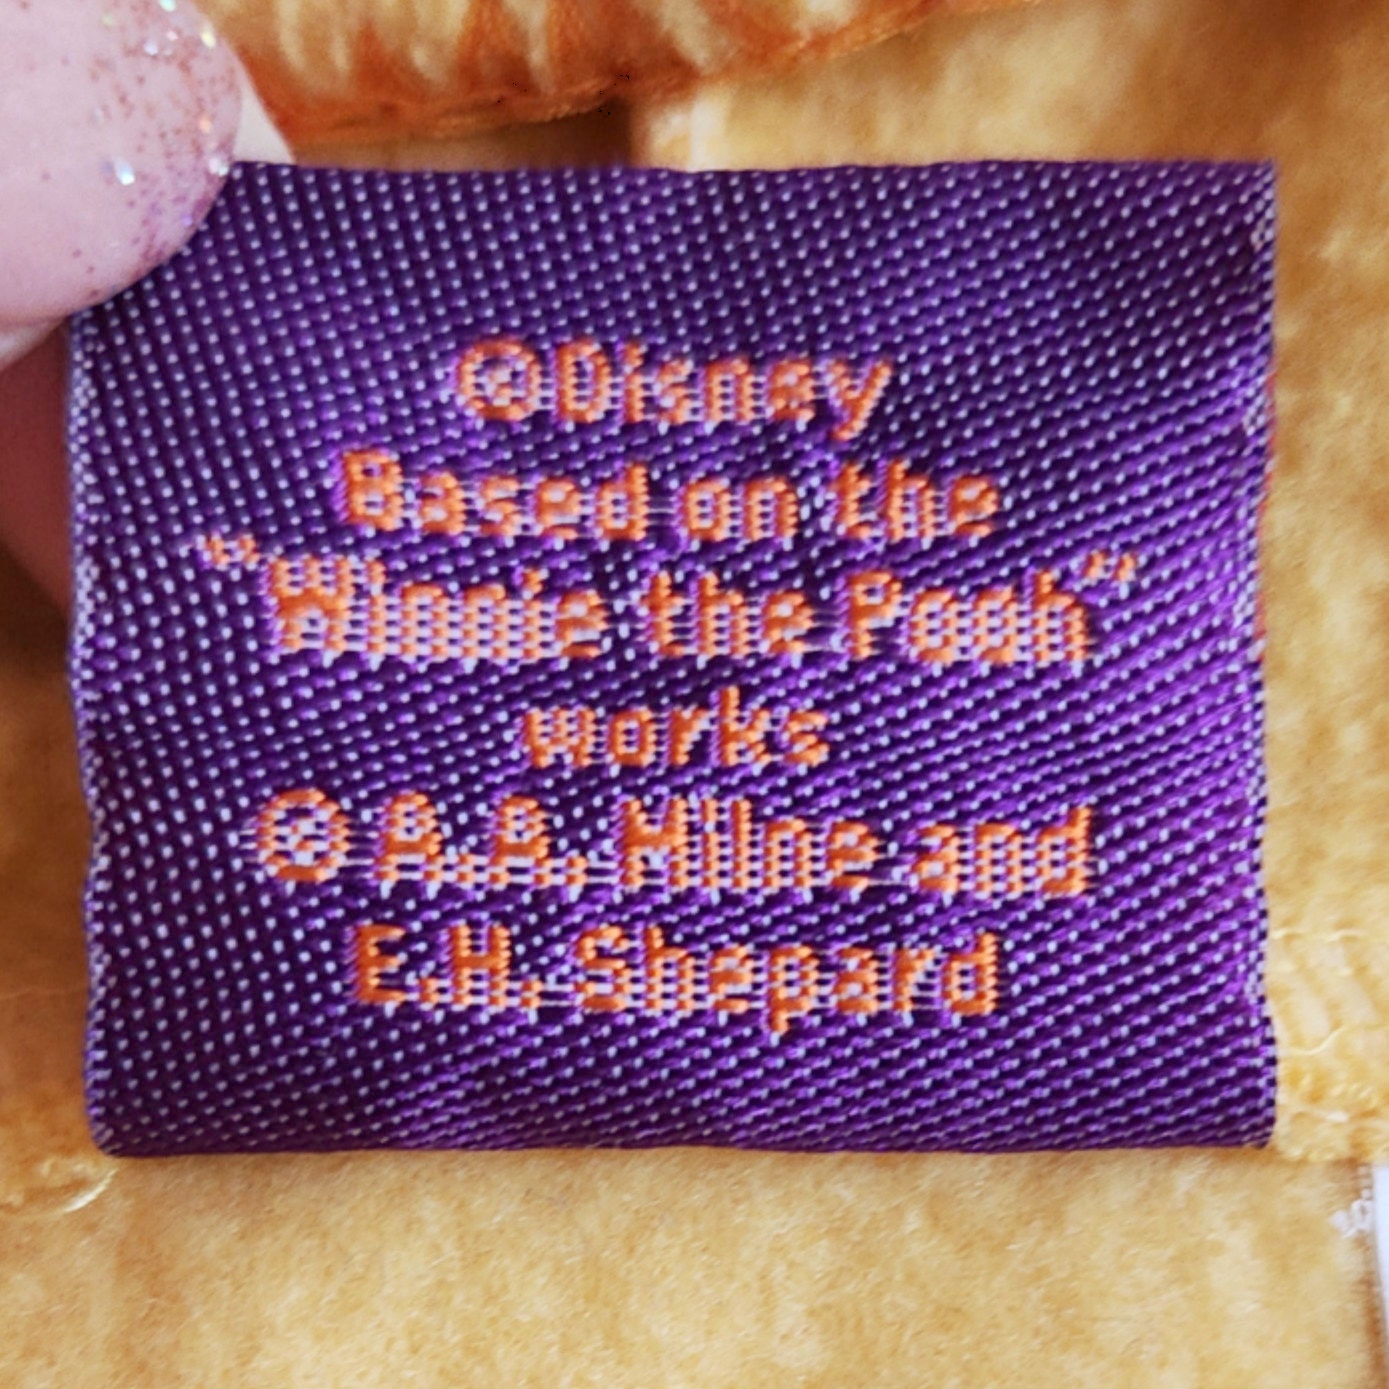 ©Disney
Based on the
"Winnie the Pooh"
works
© A.A. Milne and
E.H. Shepard